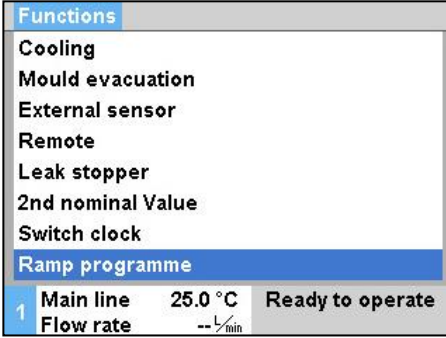 Functions
Cooling
Mould evacuation
External sensor
Remote
Leak stopper
2nd nominal Value
Switch clock
Ramp programme
1 Main line 25.0 °C Ready to operate
Flow rate -- L/min